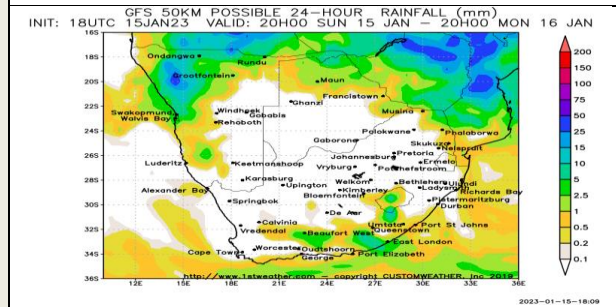 GFS 50KM POSSIBLE 24-HOUR RAINFALL (mm)
INIT: 18UTC 15JAN23 VALID: 20H00 SUN 15 JAN – 20H00 MON 16 JAN
16S
Ondangwa
Rundu
18S
Grootfontein
20S
Maun
Francistown
Ghanzi
22S
Swakopmund
Walvis Bay
Windhoek
Gobabis
Rehoboth
Musina
24S
Polokwane
Phalaborwa
Gaborone
Skukuza
Nelspruit
Pretoria
Johannesburg
26S
Luderitz
Keetmanshoop
Ermelo
Vryburg
Potchefstroom
Karasburg
Welkom
Bethlehem
Ulundi
28S
Alexander Bay
Upington
Kimberley
Ladysmith
Richards Bay
Springbok
Bloemfontein
Pietermaritzburg
30S
Durban
De Aar
Calvinia
Umtata
Port St Johns
Vredendal
Beaufort West
Queenstown
32S
East London
Cape Town
Worcester
Oudtshoorn
34S
George
Port Elizabeth
http://www.1stweather.com – copyright CUSTOMWEATHER, Inc 2019
36S
12E 15E 18E 21E 24E 27E 30E 33E 36E
200
150
100
75
50
25
15
10
5
2.5
1
0.5
0.2
0.1
2023-01-15-18:09